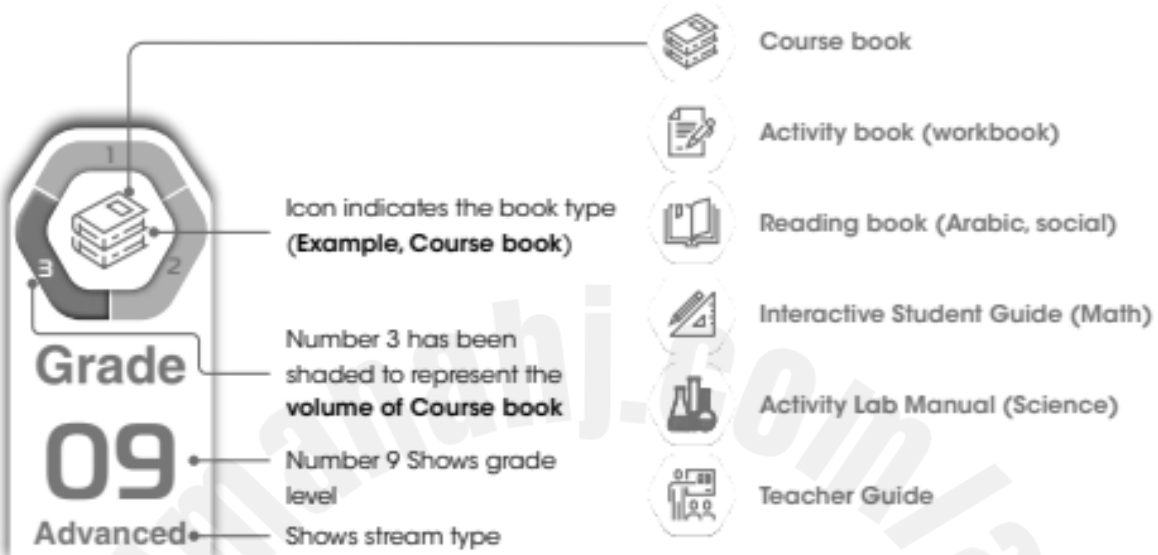 1
2
3
Grade
09
Advanced
Icon indicates the book type
(Example, Course book)
Number 3 has been
shaded to represent the
volume of Course book
Number 9 Shows grade
level
Shows stream type
Course book
Activity book (workbook)
Reading book (Arabic, social)
Interactive Student Guide (Math)
Activity Lab Manual (Science)
Teacher Guide